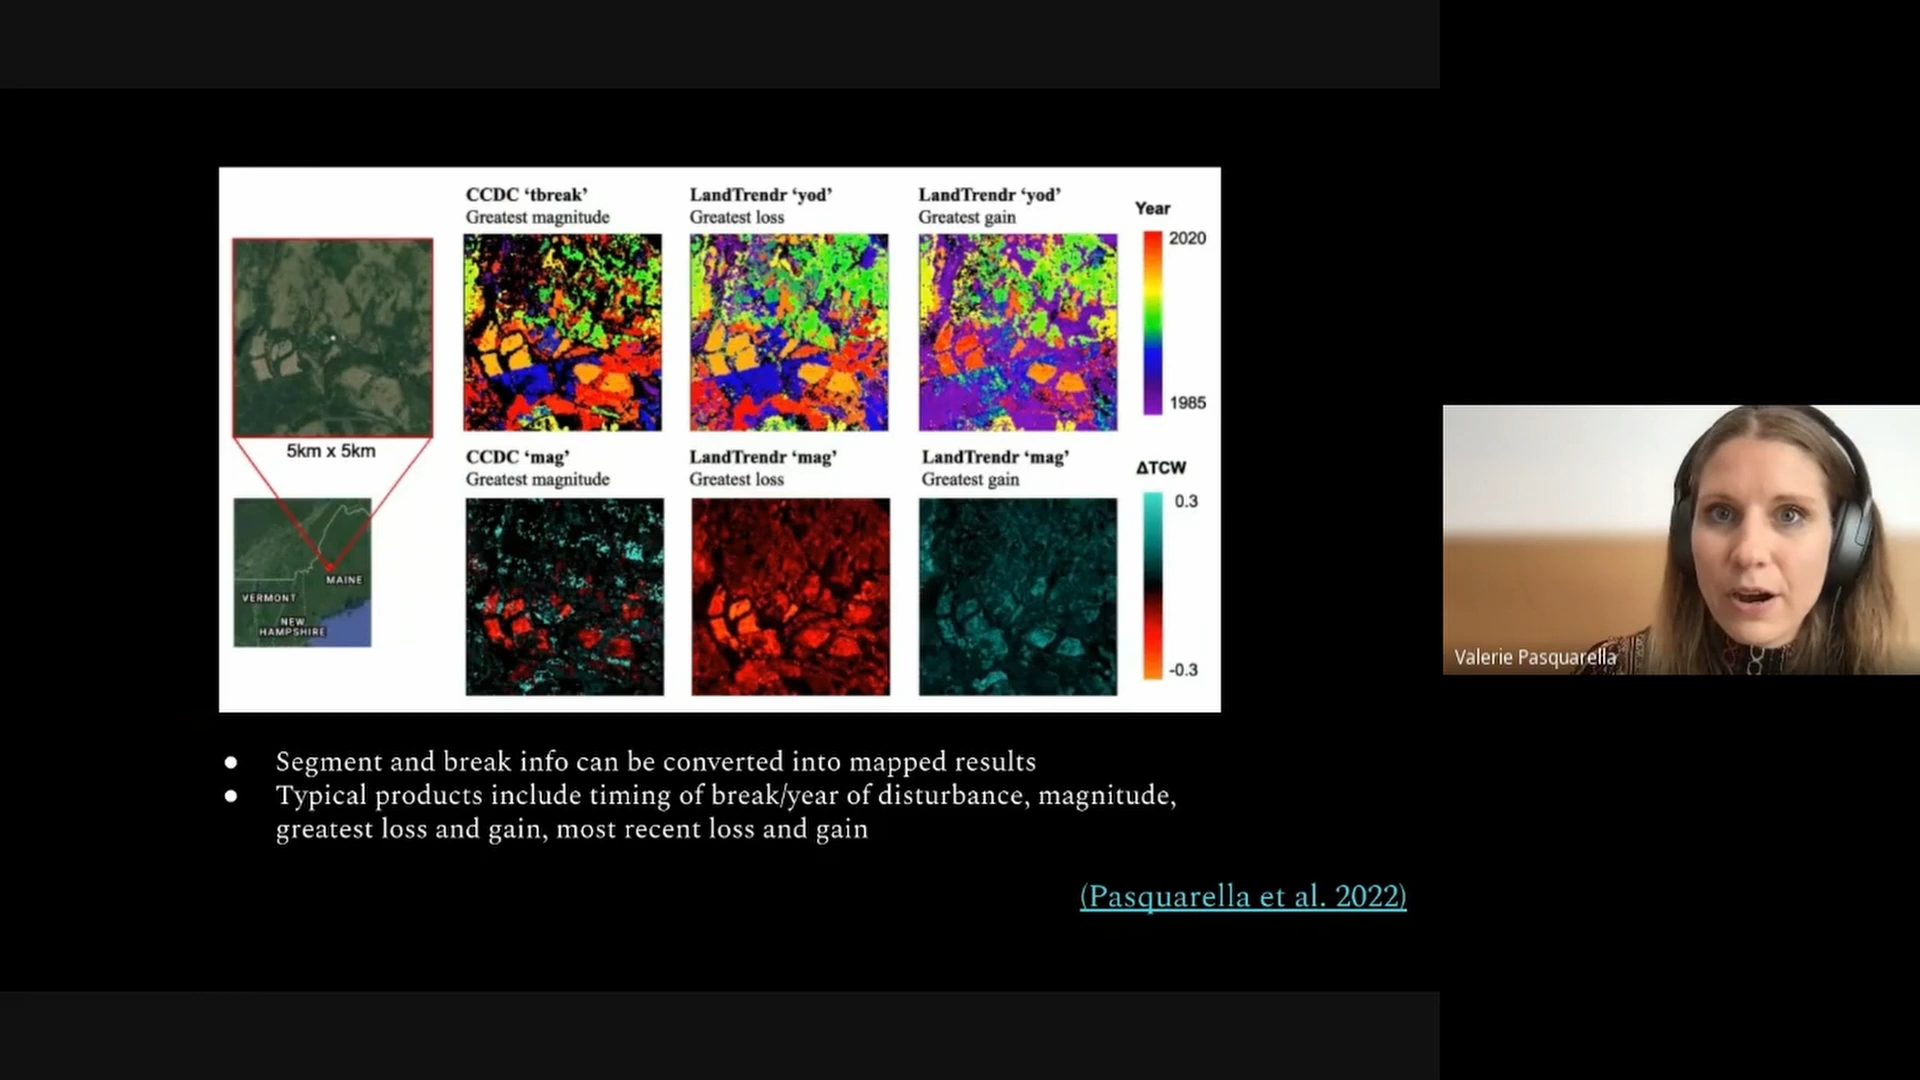 CCDC ‘tbreak’
Greatest magnitude
LandTrendr ‘yod’
Greatest loss
LandTrendr ‘yod’
Greatest gain
Year
2020
1985
5km x 5km
CCDC ‘mag’
Greatest magnitude
LandTrendr ‘mag’
Greatest loss
LandTrendr ‘mag’
Greatest gain
ΔTCW
0.3
-0.3
MAINE
VERMONT
NEW
HAMPSHIRE
● Segment and break info can be converted into mapped results
● Typical products include timing of break/year of disturbance, magnitude,
greatest loss and gain, most recent loss and gain
(Pasquarella et al. 2022)
Valerie Pasquarella